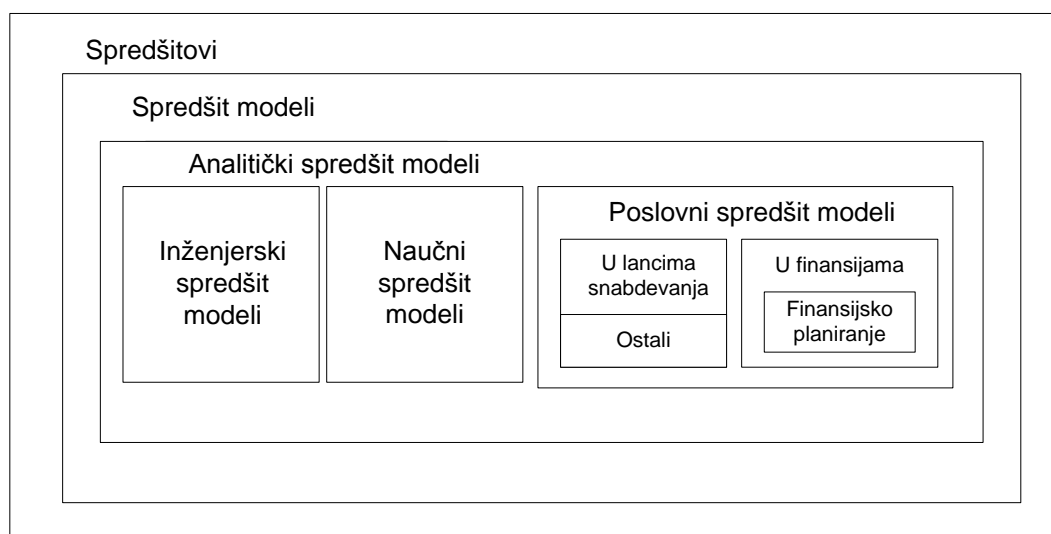 Spredšitovi
Spredšit modeli
Analitički spredšit modeli
Inženjerski
spredšit
modeli
Naučni
spredšit
modeli
Poslovni spredšit modeli
U lancima
snabdevanja
Ostali
U finansijama
Finansijsko
planiranje